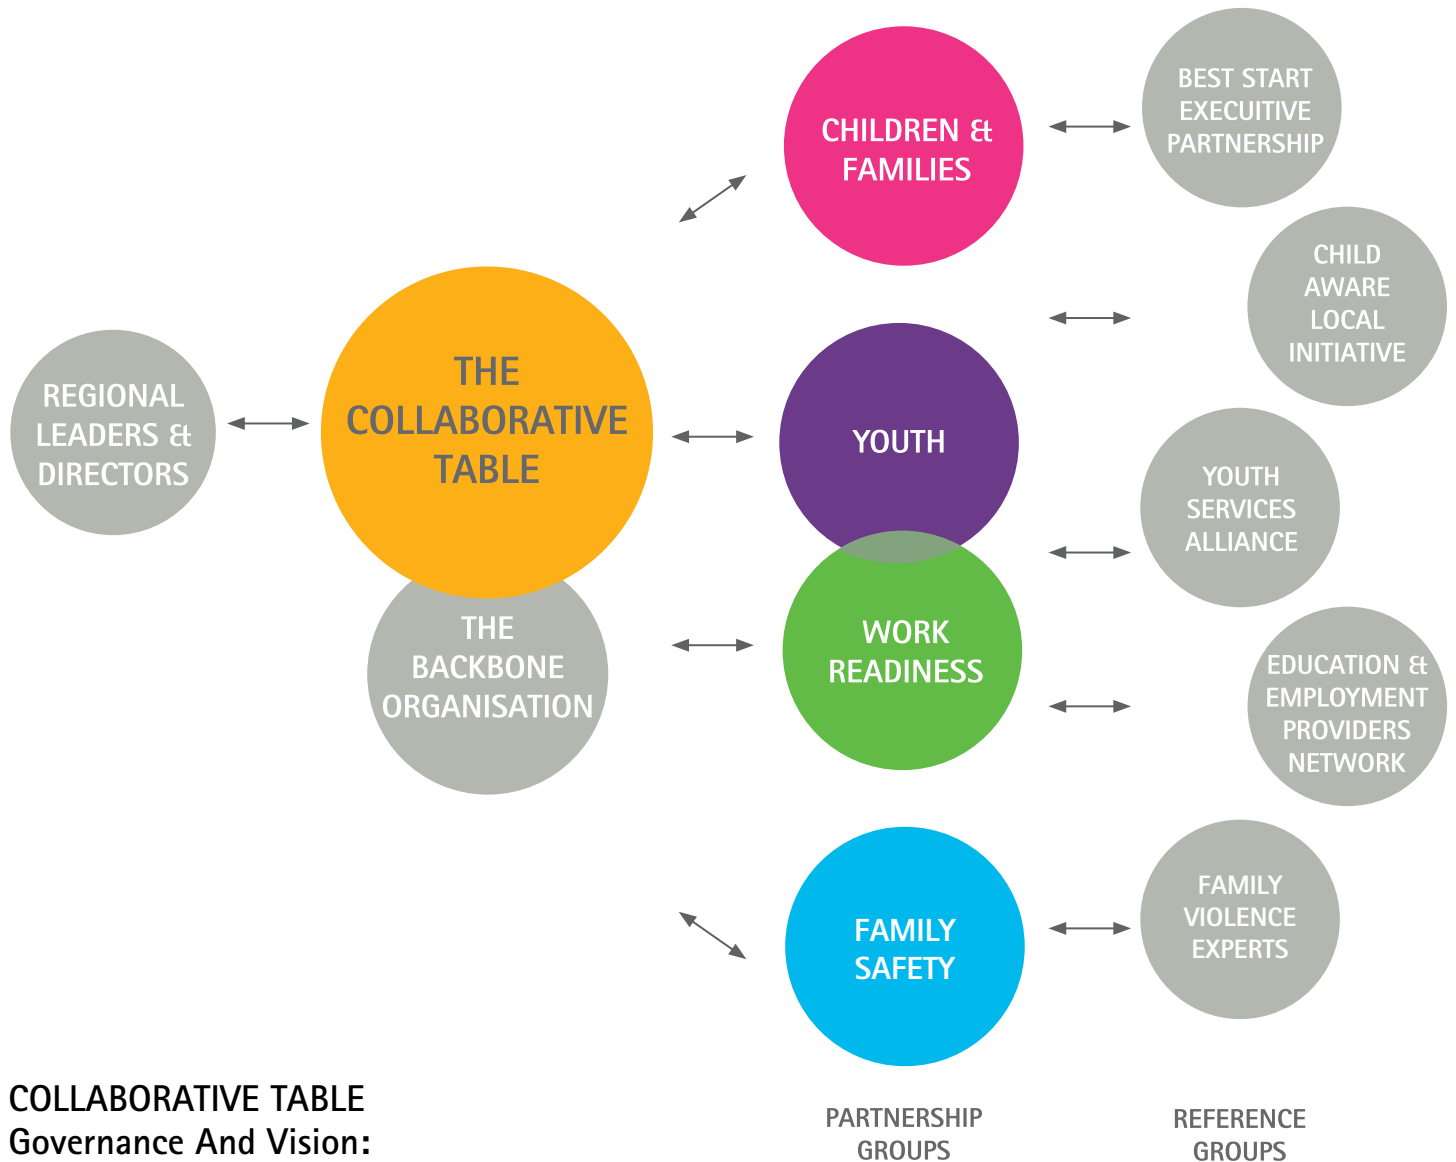 REGIONAL
LEADERS &
DIRECTORS
THE
COLLABORATIVE
TABLE
THE
BACKBONE
ORGANISATION
CHILDREN &
FAMILIES
YOUTH
WORK
READINESS
FAMILY
SAFETY
BEST START
EXECUITIVE
PARTNERSHIP
CHILD
AWARE
LOCAL
INITIATIVE
YOUTH
SERVICES
ALLIANCE
EDUCATION &
EMPLOYMENT
PROVIDERS
NETWORK
FAMILY
VIOLENCE
EXPERTS
PARTNERSHIP
GROUPS
REFERENCE
GROUPS
COLLABORATIVE TABLE
Governance And Vision: